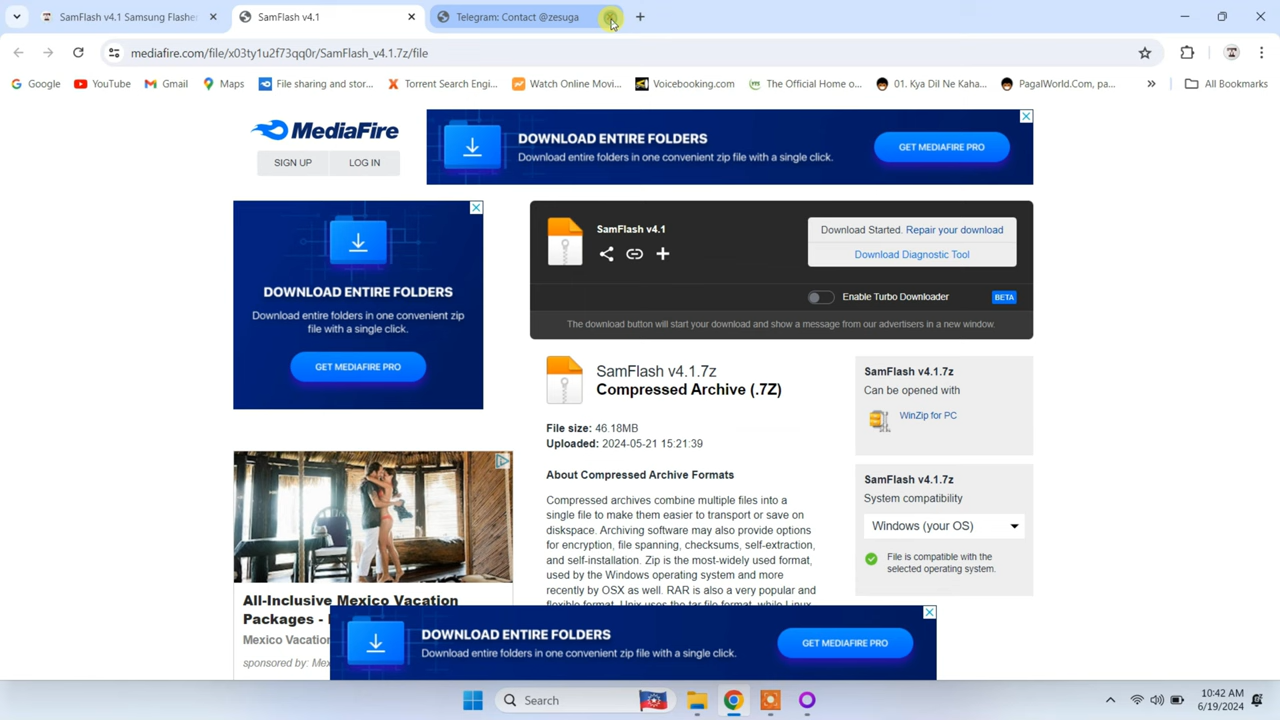 SamFlash v4.1 Samsung Flasher
SamFlash v4.1
Telegram: Contact @zesuga
mediafire.com/file/x03ty1u2f73qq0r/SamFlash_v4.1.7z/file
Google
YouTube
Gmail
Maps
File sharing and stor...
Torrent Search Engi...
Watch Online Movi...
Voicebooking.com
The Official Home o...
01. Kya Dil Ne Kaha...
PagalWorld.Com, pa...
All Bookmarks
MediaFire
SIGN UP
LOG IN
DOWNLOAD ENTIRE FOLDERS
Download entire folders in one convenient zip file with a single click.
GET MEDIAFIRE PRO
DOWNLOAD ENTIRE FOLDERS
Download entire folders in one convenient zip
file with a single click.
GET MEDIAFIRE PRO
SamFlash v4.1
Download Started. Repair your download
Download Diagnostic Tool
Enable Turbo Downloader
BETA
The download button will start your download and show a message from our advertisers in a new window.
SamFlash v4.1.7z
Compressed Archive (.7Z)
File size: 46.18MB
Uploaded: 2024-05-21 15:21:39
About Compressed Archive Formats
Compressed archives combine multiple files into a
single file to make them easier to transport or save on
diskspace. Archiving software may also provide options
for encryption, file spanning, checksums, self-extraction,
and self-installation. Zip is the most-widely used format,
used by the Windows operating system and more
recently by OSX as well. RAR is also a very popular and
flexible format. Unix uses the tar file format, while Linux
SamFlash v4.1.7z
Can be opened with
WinZip for PC
SamFlash v4.1.7z
System compatibility
Windows (your OS)
File is compatible with the
selected operating system.
All-Inclusive Mexico Vacation
Packages -
Mexico Vacation
sponsored by: Mex
DOWNLOAD ENTIRE FOLDERS
Download entire folders in one convenient zip file with a single click.
GET MEDIAFIRE PRO
Search
10:42 AM
6/19/2024